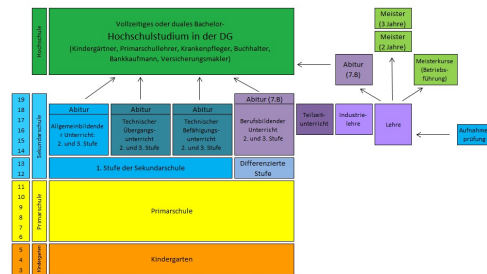 Hochschule
Vollzeitiges oder duales Bachelor-
Hochschulstudium in der DG
(Kindergärtner, Primarschullehrer, Krankenpfleger, Buchhalter,
Bankkaufmann, Versicherungsmakler)
Meister
(3 Jahre)
Meister
(2 Jahre)
Abitur
(7.B)
Meisterkurse
(Betriebs-
führung)
19
18
17
16
15
14
13
12
Sekundarschule
Abitur
Allgemeinbildende
r Unterricht:
2. und 3. Stufe
Abitur
Technischer
Übergangs-
unterricht
2. und 3. Stufe
Abitur
Technischer
Befähigungs-
unterricht
2. und 3. Stufe
Abitur (7.B)
Berufsbildender
Unterricht
2. und 3. Stufe
Teilzeit-
unterricht
Industrie-
lehre
Lehre
Aufnahme
prüfung
1. Stufe der Sekundarschule
Differenzierte
Stufe
11
10
9
8
7
6
Primarschule
Primarschule
5
4
3
Kindergarten
Kindergarten